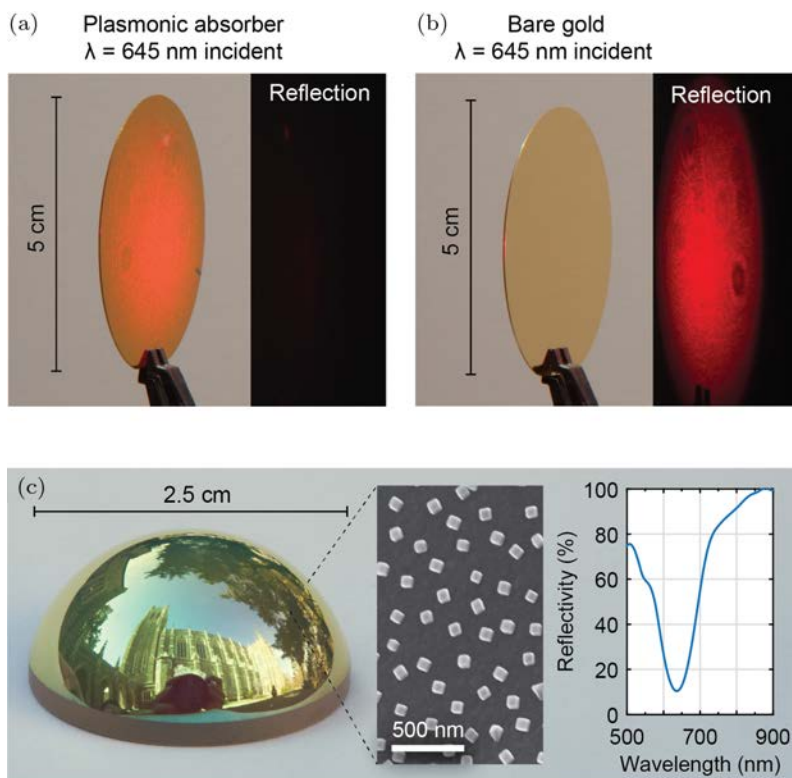 (a)
Plasmonic absorber
λ = 645 nm incident
Reflection
5 cm
(b)
Bare gold
λ = 645 nm incident
Reflection
5 cm
(c)
2.5 cm
500 nm
Reflectivity (%)
100
80
60
40
20
0
500 700 900
Wavelength (nm)